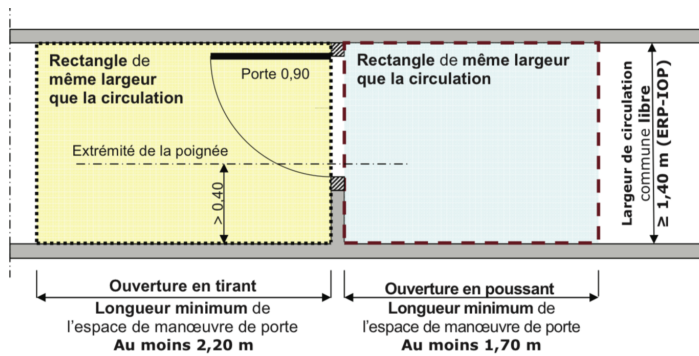 Rectangle de
même largeur
que la circulation
Porte 0,90
Rectangle de même largeur
que la circulation
Extrémité de la poignée
> 0,40
Largeur de circulation
commune libre
≥ 1,40 m (ERP-IOP)
Ouverture en tirant
Longueur minimum de
l'espace de manœuvre de porte
Au moins 2,20 m
Ouverture en poussant
Longueur minimum de
l'espace de manœuvre de porte
Au moins 1,70 m